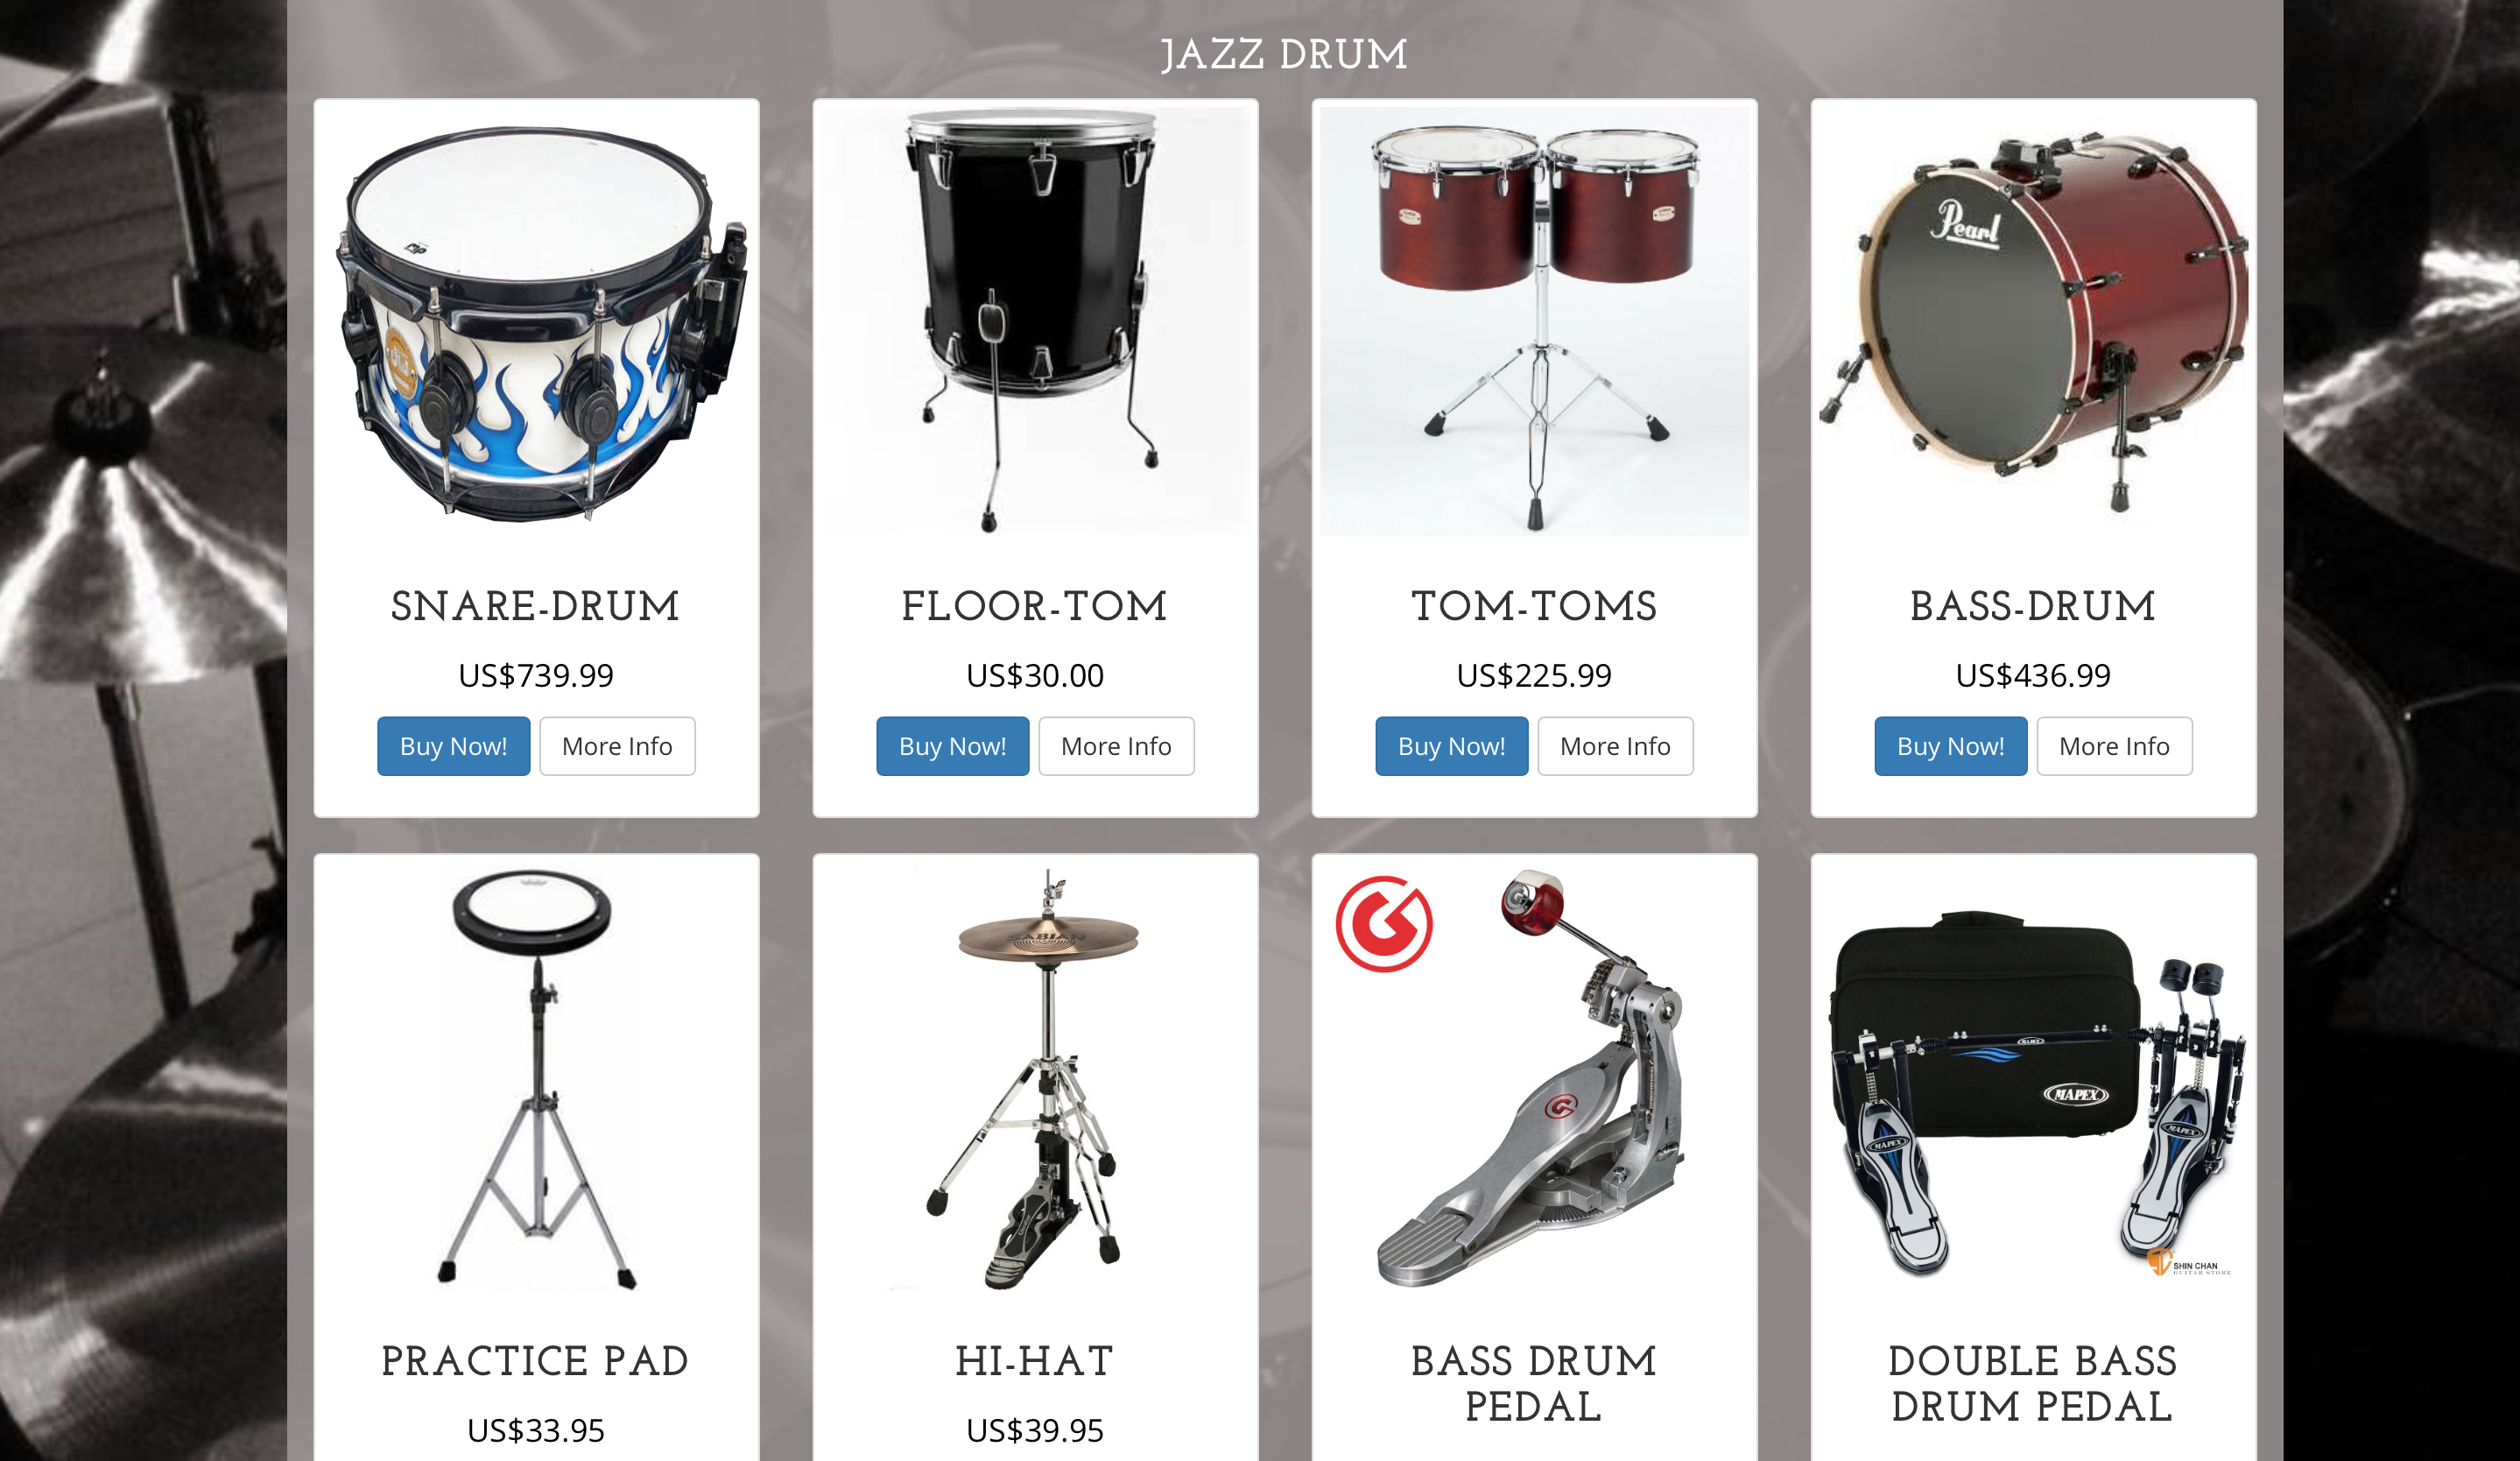 JAZZ DRUM
Pearl
SNARE-DRUM
FLOOR-TOM
TOM-TOMS
BASS-DRUM
US$739.99
US$30.00
US$225.99
US$436.99
Buy Now! More Info
Buy Now! More Info
Buy Now! More Info
Buy Now! More Info
SABIAN
G
MAPEX
MAPEX
MAPEX
MAPEX
SHIN CHAN
GUITAR STORE
PRACTICE PAD
HI-HAT
BASS DRUM
PEDAL
DOUBLE BASS
DRUM PEDAL
US$33.95
US$39.95